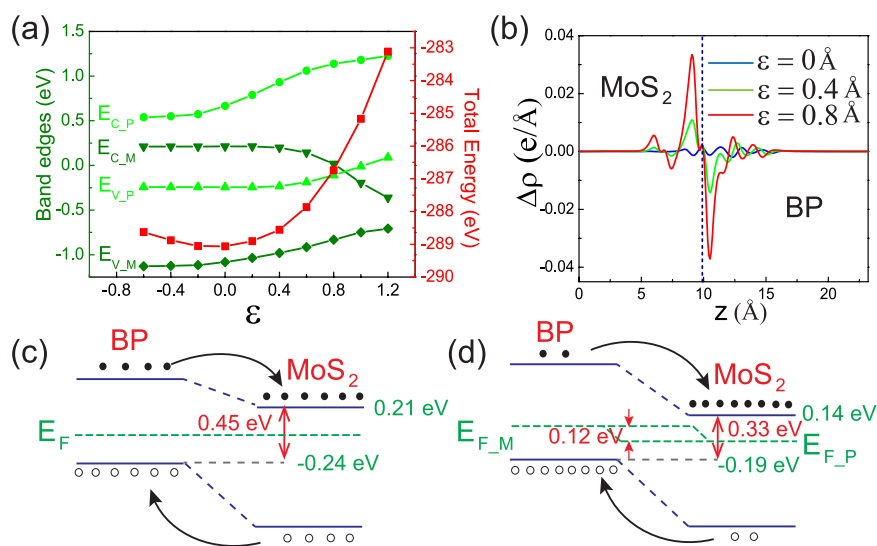 (a)
1.5
1.0
0.5
0.0
-0.5
-1.0
Band edges (eV)
E_C_P
E_C_M
E_V_P
E_V_M
-0.8 -0.4 0.0 0.4 0.8 1.2
ε
-283
-284
-285
-286
-287
-288
-289
-290
Total Energy (eV)
(b)
0.04
0.02
0.00
-0.02
-0.04
Δρ (e/Å)
MoS₂
ε = 0 Å
ε = 0.4 Å
ε = 0.8 Å
BP
0 5 10 15 20
z (Å)
(c)
BP
MoS₂
0.21 eV
0.45 eV
E_F
-0.24 eV
(d)
BP
MoS₂
0.14 eV
E_F_M
0.12 eV
0.33 eV
E_F_P
-0.19 eV